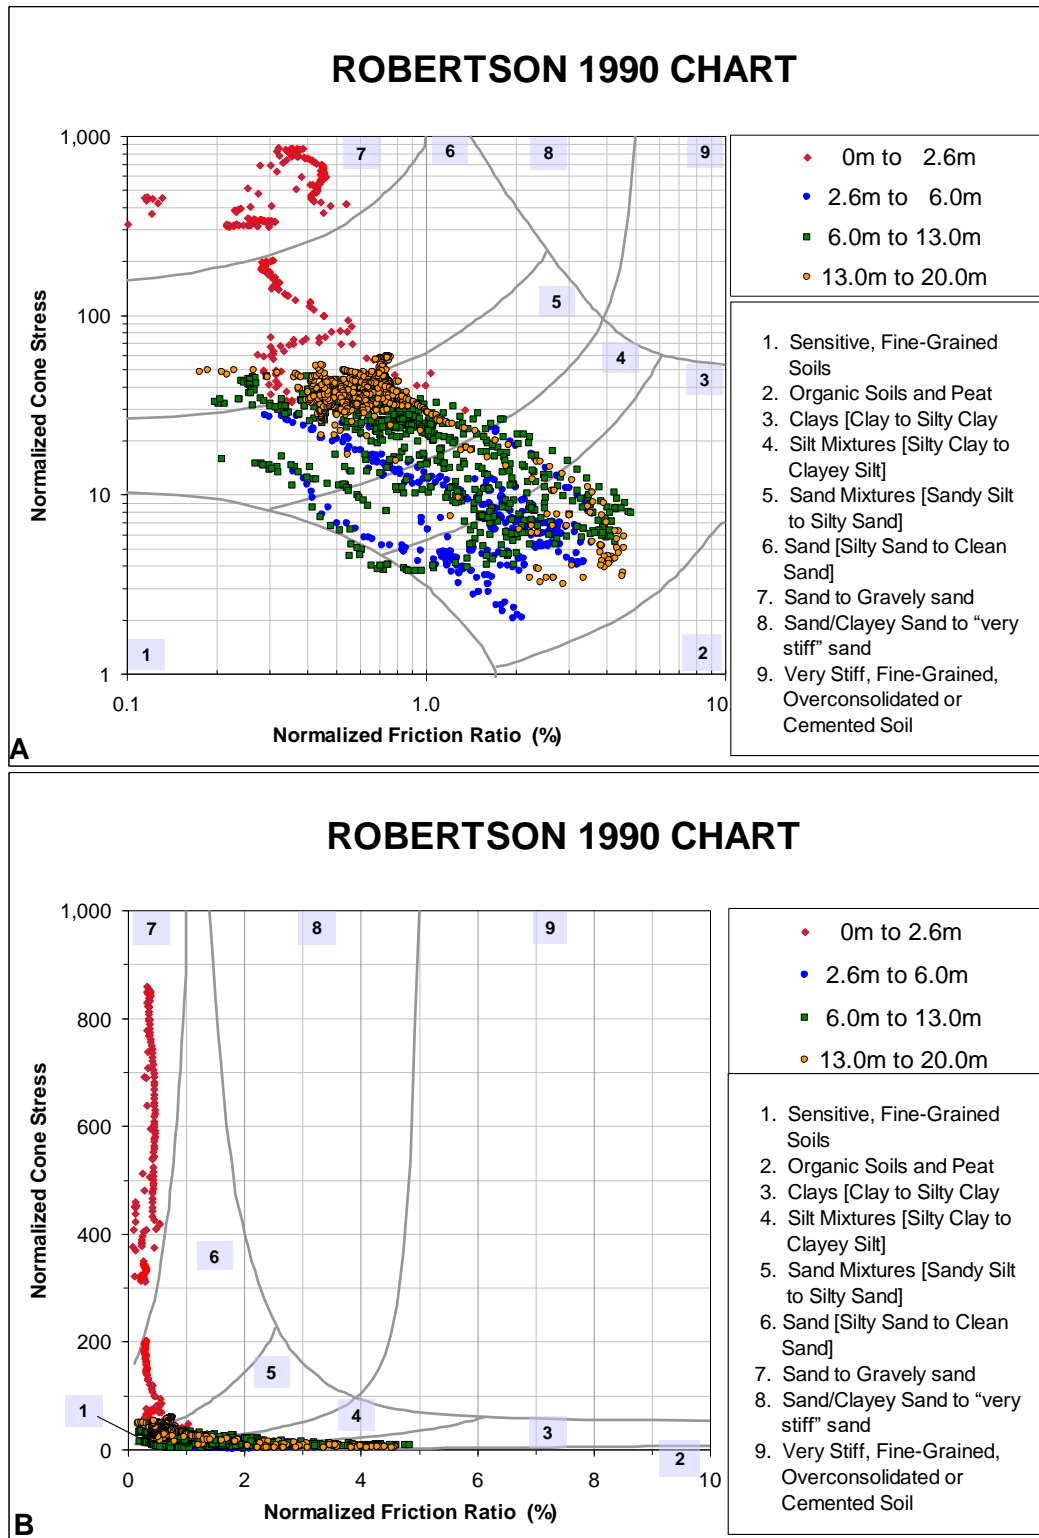 ROBERTSON 1990 CHART
1,000
100
10
1
Normalized Cone Stress
7
6
8
9
5
4
3
1
2
0.1
1.0
10.
Normalized Friction Ratio (%)
A
0m to 2.6m
2.6m to 6.0m
6.0m to 13.0m
13.0m to 20.0m
1. Sensitive, Fine-Grained
Soils
2. Organic Soils and Peat
3. Clays [Clay to Silty Clay
4. Silt Mixtures [Silty Clay to
Clayey Silt]
5. Sand Mixtures [Sandy Silt
to Silty Sand]
6. Sand [Silty Sand to Clean
Sand]
7. Sand to Gravely sand
8. Sand/Clayey Sand to “very
stiff” sand
9. Very Stiff, Fine-Grained,
Overconsolidated or
Cemented Soil
ROBERTSON 1990 CHART
1,000
800
600
400
200
0
Normalized Cone Stress
7
8
9
6
5
1
4
3
2
0
2
4
6
8
10
Normalized Friction Ratio (%)
B
0m to 2.6m
2.6m to 6.0m
6.0m to 13.0m
13.0m to 20.0m
1. Sensitive, Fine-Grained
Soils
2. Organic Soils and Peat
3. Clays [Clay to Silty Clay
4. Silt Mixtures [Silty Clay to
Clayey Silt]
5. Sand Mixtures [Sandy Silt
to Silty Sand]
6. Sand [Silty Sand to Clean
Sand]
7. Sand to Gravely sand
8. Sand/Clayey Sand to “very
stiff” sand
9. Very Stiff, Fine-Grained,
Overconsolidated or
Cemented Soil